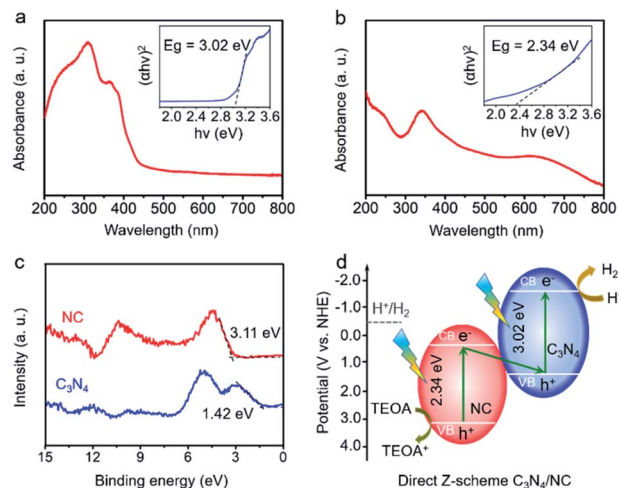 a
Eg = 3.02 eV
(αhν)²
2.0 2.4 2.8 3.2 3.6
hν (eV)
Absorbance (a. u.)
200 300 400 500 600 700 800
Wavelength (nm)
b
Eg = 2.34 eV
(αhν)²
2.0 2.4 2.8 3.2 3.6
hν (eV)
Absorbance (a. u.)
200 300 400 500 600 700 800
Wavelength (nm)
c
NC
3.11 eV
C₃N₄
1.42 eV
Intensity (a. u.)
15 12 9 6 3 0
Binding energy (eV)
d
Potential (V vs. NHE)
-2.0
-1.0
0.0
1.0
2.0
3.0
4.0
H⁺/H₂
CB e⁻
2.34 eV
NC
VB h⁺
TEOA
TEOA⁺
CB e⁻
3.02 eV
C₃N₄
VB h⁺
H₂
Direct Z-scheme C₃N₄/NC